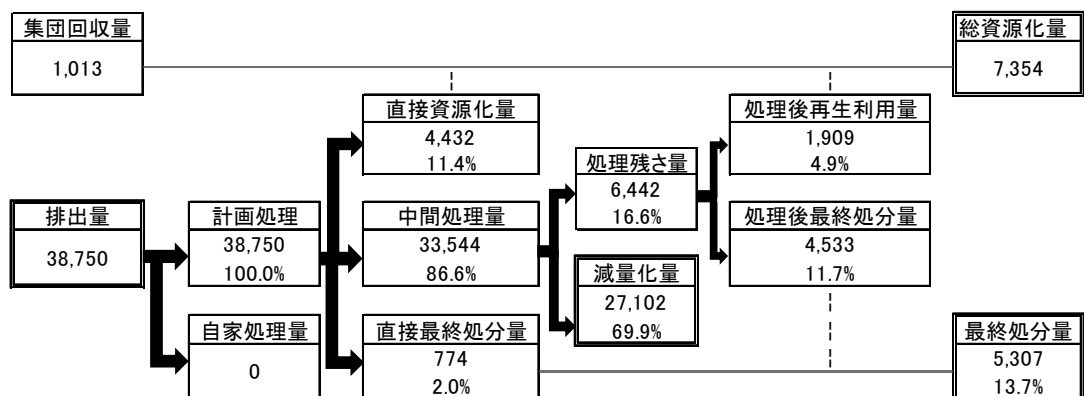 集団回収量
1,013
総資源化量
7,354
直接資源化量
4,432
11.4%
処理後再生利用量
1,909
4.9%
処理残さ量
6,442
16.6%
排出量
38,750
計画処理
38,750
100.0%
中間処理量
33,544
86.6%
処理後最終処分量
4,533
11.7%
減量化量
27,102
69.9%
自家処理量
0
直接最終処分量
774
2.0%
最終処分量
5,307
13.7%